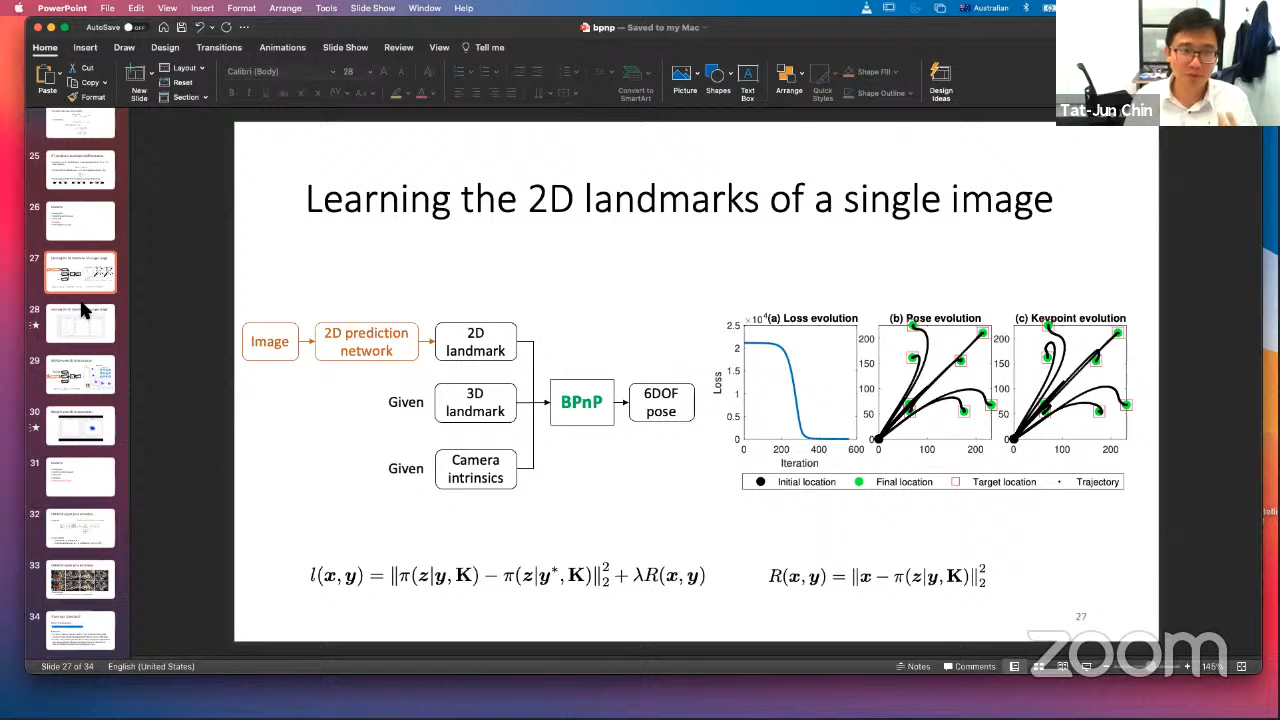 PowerPoint File Edit View Insert Format Arrange Tools Slide Show Window Help Australian
AutoSave OFF bpnp — Saved to my Mac
Home Insert Draw Design Transitions Animations Slide Show Review View Tell me
Paste Cut Copy Format
New Slide Layout Reset Section
Calibri (Body) 28
Convert to SmartArt
Picture Shapes Text Box Arrange Quick Styles Shape Fill Shape Outline Design Ideas
Tat-Jun Chin
25
26
27
28
29
30
31
32
33
34
Learning the 2D landmarks of a single image
Image
2D prediction network
2D landmark
Given
3D landmark
BPnP
6DOF pose
Given
Camera intrinsics
×10⁴ (a) Loss evolution
(b) Pose evolution
(c) Keypoint evolution
Loss
2.5
2
1.5
1
0.5
0
200 400 600
Iteration
200
150
100
50
0
0 100 200
200
150
100
50
0
0 100 200
Initial location Final location Target location Trajectory
l(x, y) = ‖π(z|y, K) − π(z|y*, K)‖₂² + λR(x, y)
R(x, y) = ‖x − π(z|y, K)‖₂²
27
zoom
Slide 27 of 34 English (United States) Notes Comments 145%